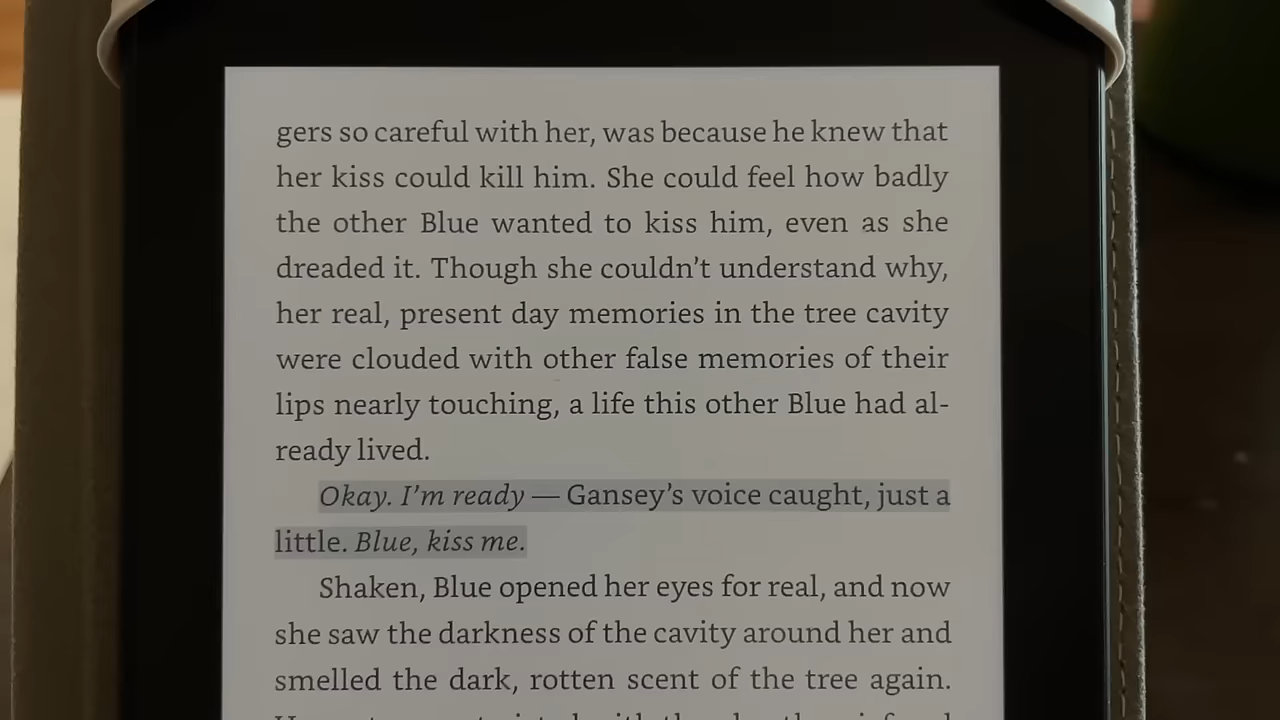 gers so careful with her, was because he knew that
her kiss could kill him. She could feel how badly
the other Blue wanted to kiss him, even as she
dreaded it. Though she couldn’t understand why,
her real, present day memories in the tree cavity
were clouded with other false memories of their
lips nearly touching, a life this other Blue had al-
ready lived.
Okay. I’m ready — Gansey’s voice caught, just a
little. Blue, kiss me.
Shaken, Blue opened her eyes for real, and now
she saw the darkness of the cavity around her and
smelled the dark, rotten scent of the tree again.